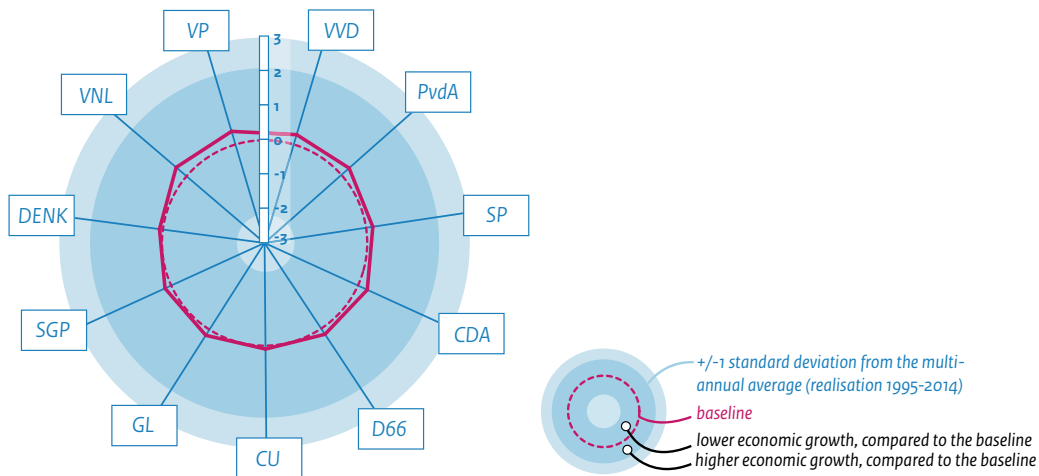 VP
VVD
3
2
1
0
-1
-2
-3
VNL
PvdA
DENK
SP
SGP
CDA
GL
CU
D66
+/-1 standard deviation from the multi-
annual average (realisation 1995-2014)
baseline
lower economic growth, compared to the baseline
higher economic growth, compared to the baseline